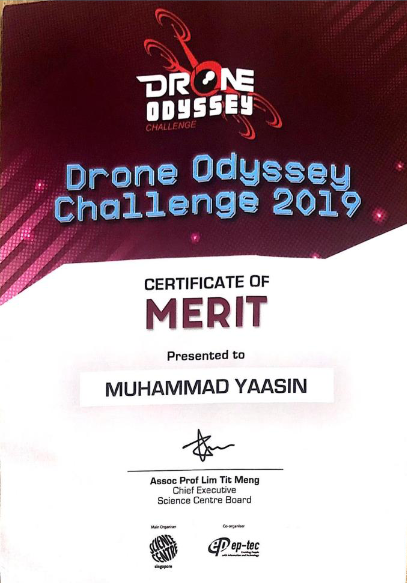 DRONE
ODYSSEY
CHALLENGE
Drone Odyssey
Challenge 2019
CERTIFICATE OF
MERIT
Presented to
MUHAMMAD YAASIN
Assoc Prof Lim Tit Meng
Chief Executive
Science Centre Board
Main Organiser
Co-organiser
SCIENCE
CENTRE
singapore
ep-tec